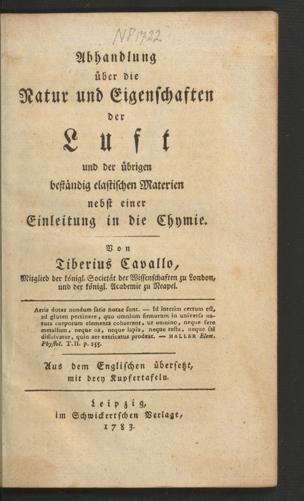 Abhandlung
über die
Natur und Eigenschaften
der
Luft
und der übrigen
beständig elastischen Materien
nebst einer
Einleitung in die Chymie.
Von
Tiberius Cavallo,
Mitglied der königl. Societät der Wissenschaften zu London,
und der königl. Academie zu Neapel.
Aeris dotes nondum satis notae sunt. — Id interim certum est,
ad gluten pertinere, quo omnium firmarum in universa na-
tura corporum elementa cohaerent, ut omnino, neque fere
metallum, neque os, neque lapis, neque testa, neque sal
dissolvatur, quin aer extricatus prodeat. — HALLER Elem.
Physiol. T. II. p. 155.
Aus dem Englischen übersetzt,
mit drey Kupfertafeln.
Leipzig,
im Schwickertschen Verlage,
1783.